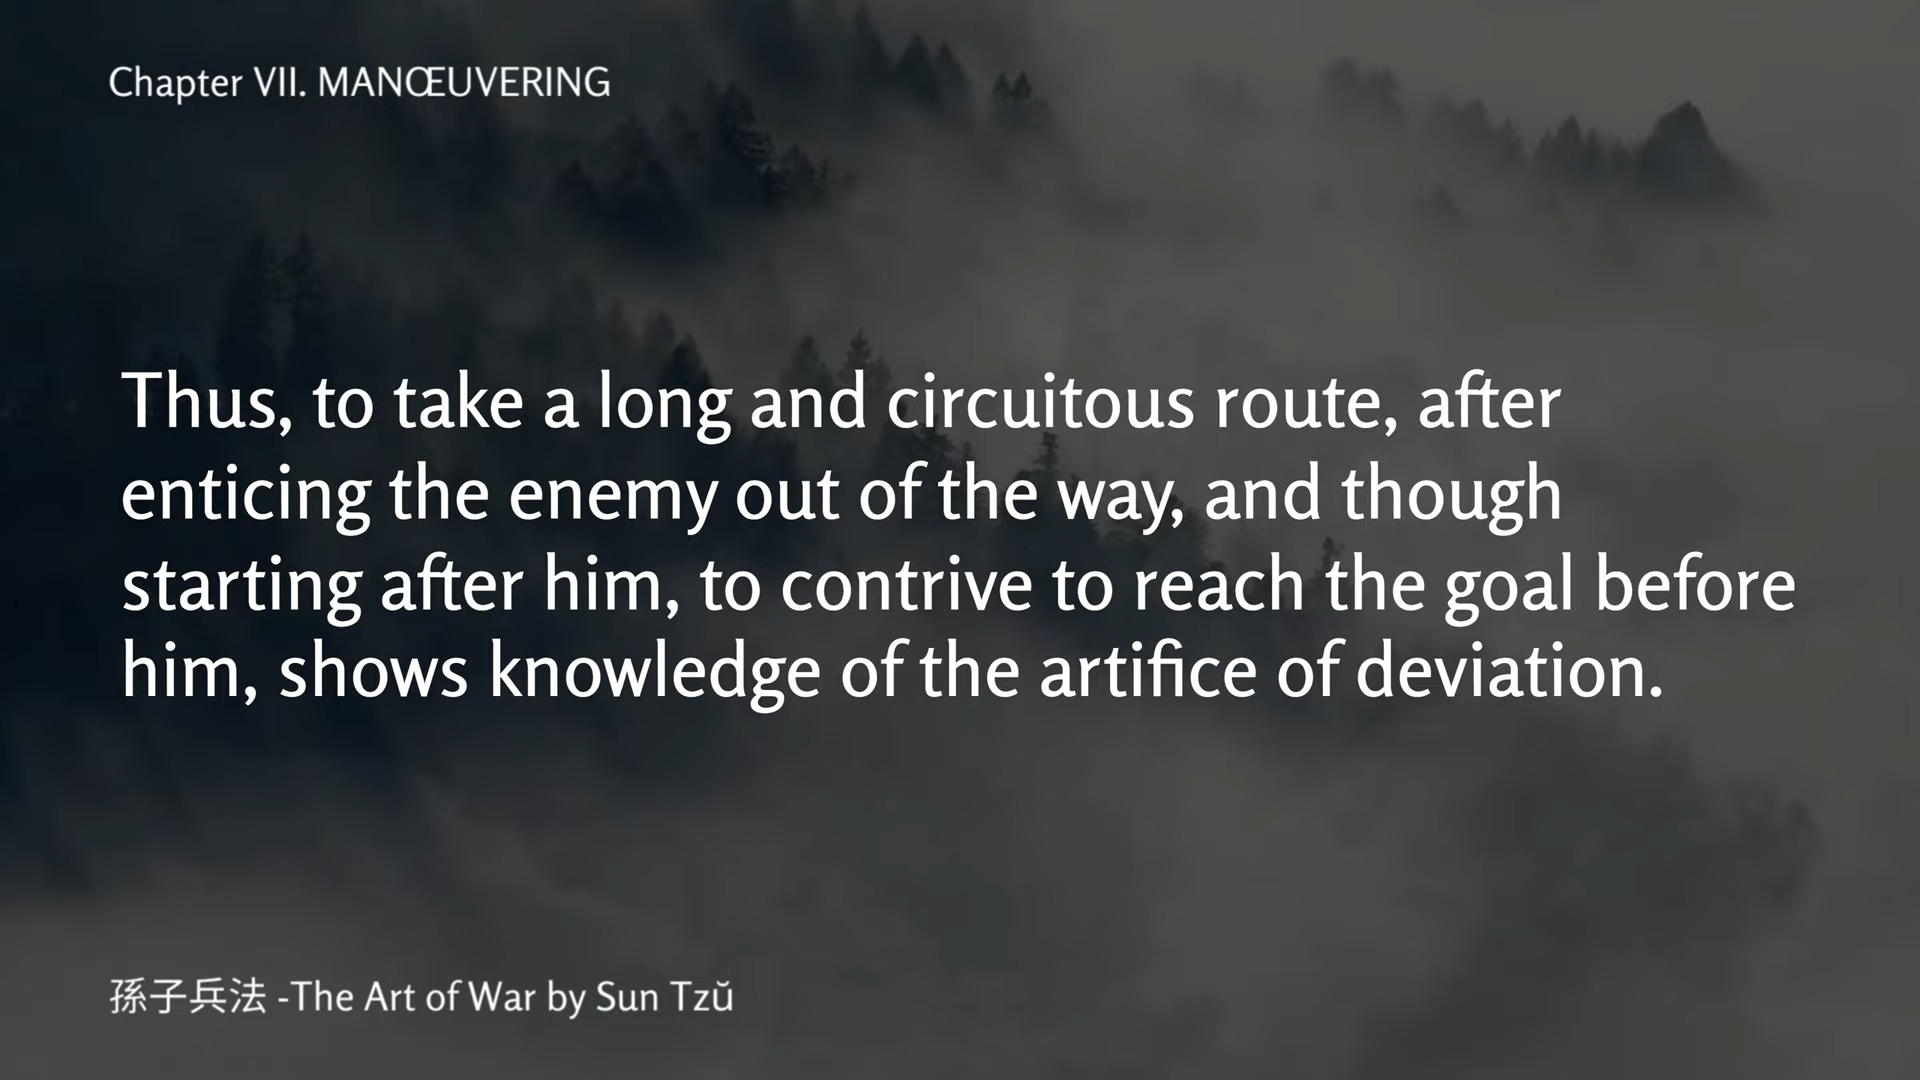 Chapter VII. MANŒUVERING
Thus, to take a long and circuitous route, after
enticing the enemy out of the way, and though
starting after him, to contrive to reach the goal before
him, shows knowledge of the artifice of deviation.
孫子兵法 -The Art of War by Sun Tzŭ